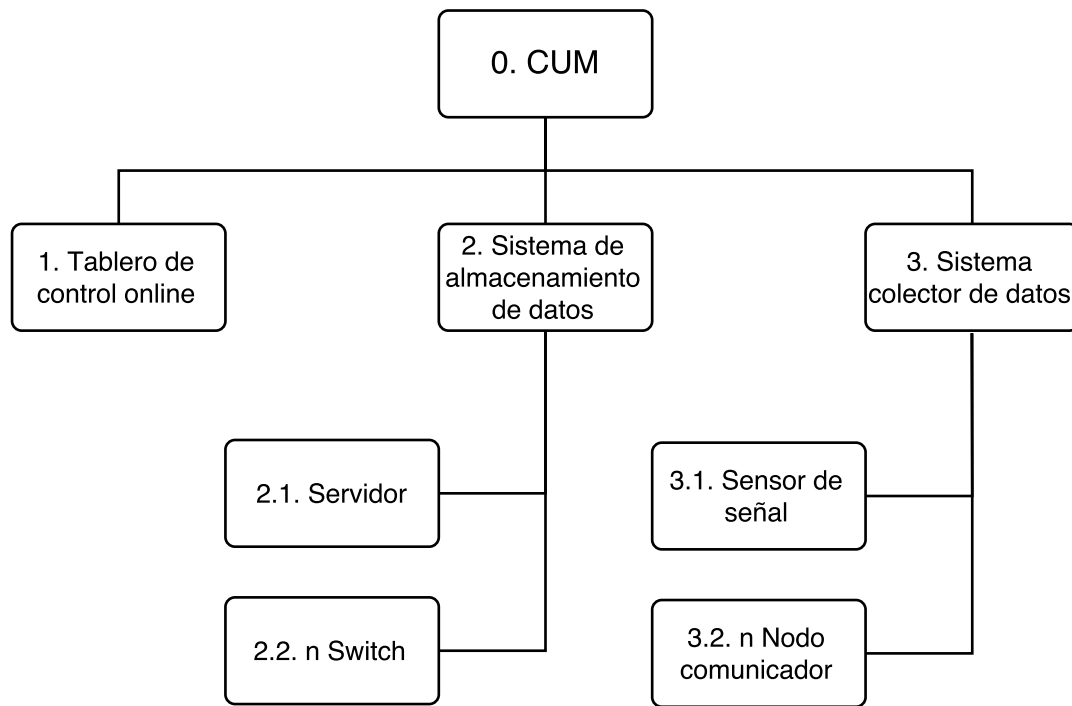 0. CUM
1. Tablero de
control online
2. Sistema de
almacenamiento
de datos
3. Sistema
colector de datos
2.1. Servidor
3.1. Sensor de
señal
2.2. n Switch
3.2. n Nodo
comunicador